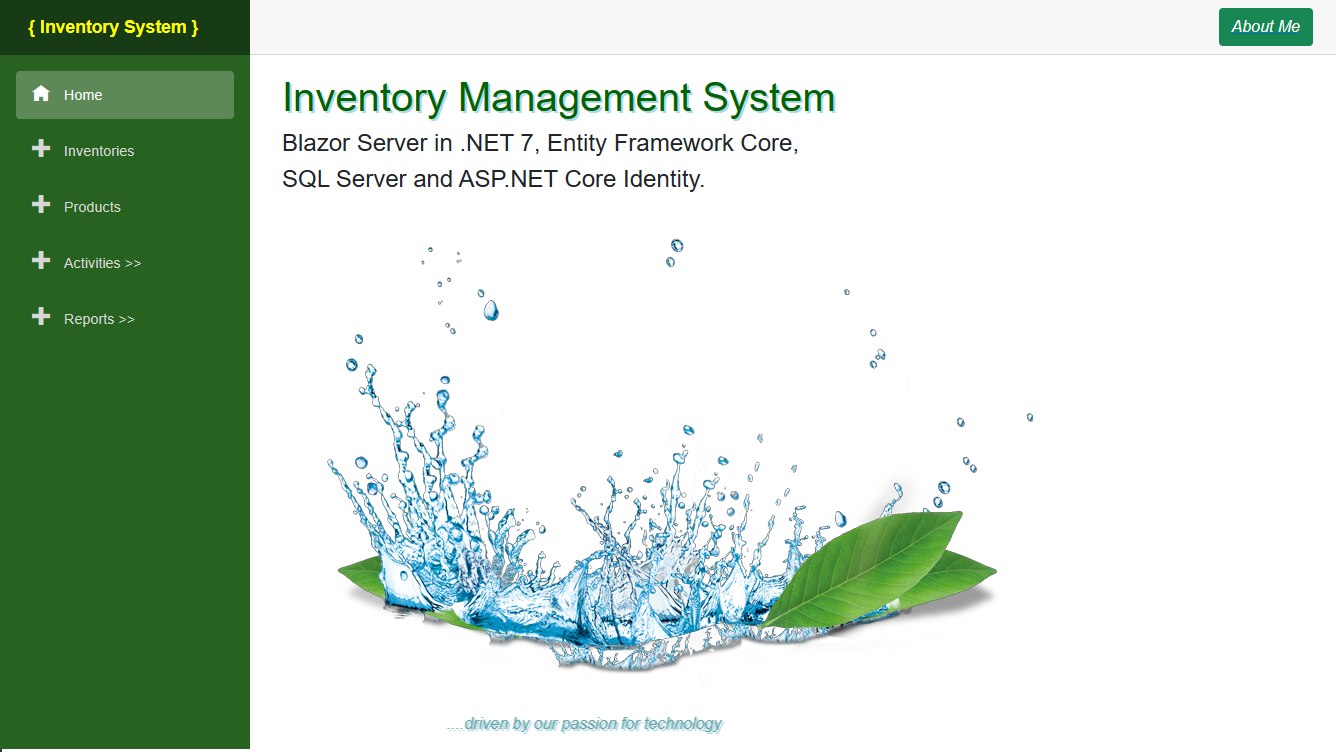 { Inventory System }
About Me
Home
Inventories
Products
Activities >>
Reports >>
Inventory Management System
Blazor Server in .NET 7, Entity Framework Core,
SQL Server and ASP.NET Core Identity.
....driven by our passion for technology